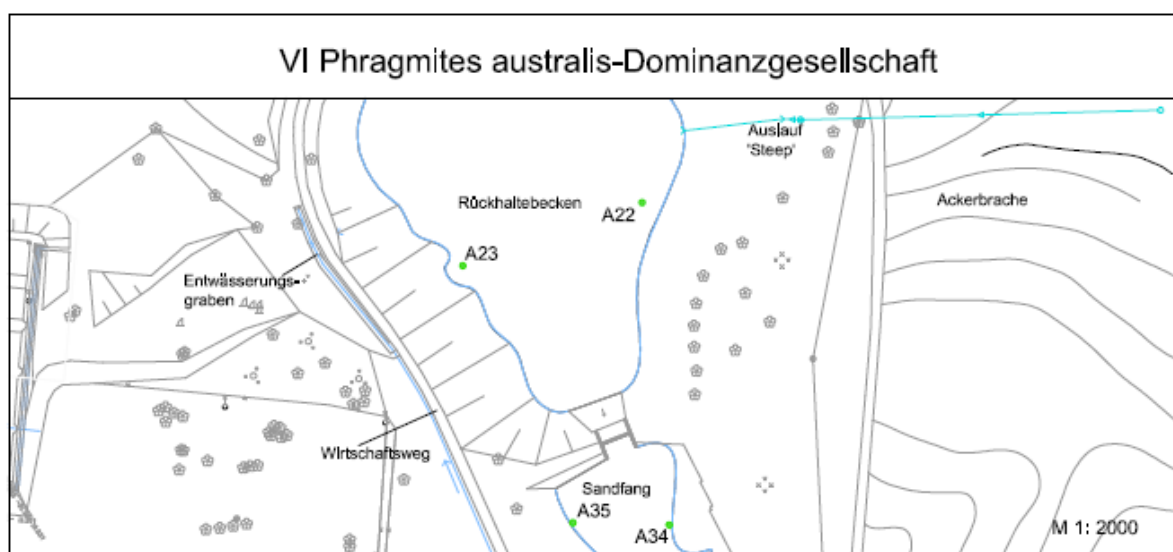 VI Phragmites australis-Dominanzgesellschaft
Auslauf
'Steep'
Rückhaltebecken
A22
Ackerbrache
A23
Entwässerungs-
graben
Wirtschaftsweg
Sandfang
A35
A34
M 1: 2000